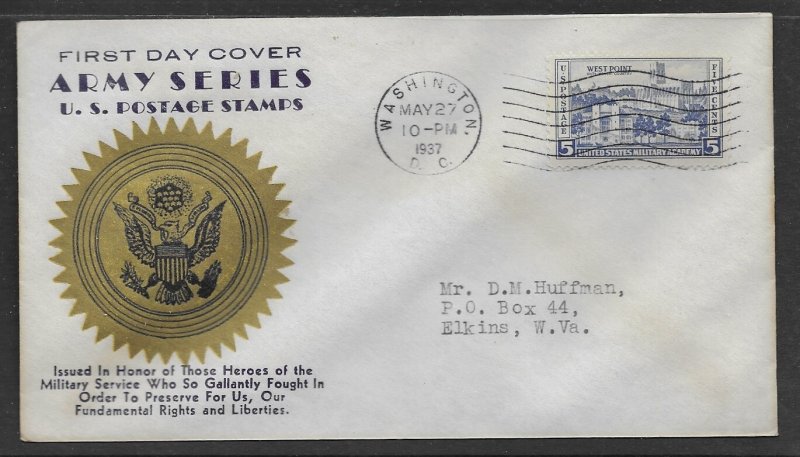 FIRST DAY COVER
ARMY SERIES
U. S. POSTAGE STAMPS
WASHINGTON,
MAY 27
10-PM
1937
D. C.
WEST POINT
U S POSTAGE
FIVE CENTS
5 UNITED STATES MILITARY ACADEMY 5
Mr. D.M.Huffman,
P.O. Box 44,
Elkins, W.Va.
Issued In Honor of Those Heroes of the
Military Service Who So Gallantly Fought In
Order To Preserve For Us, Our
Fundamental Rights and Liberties.